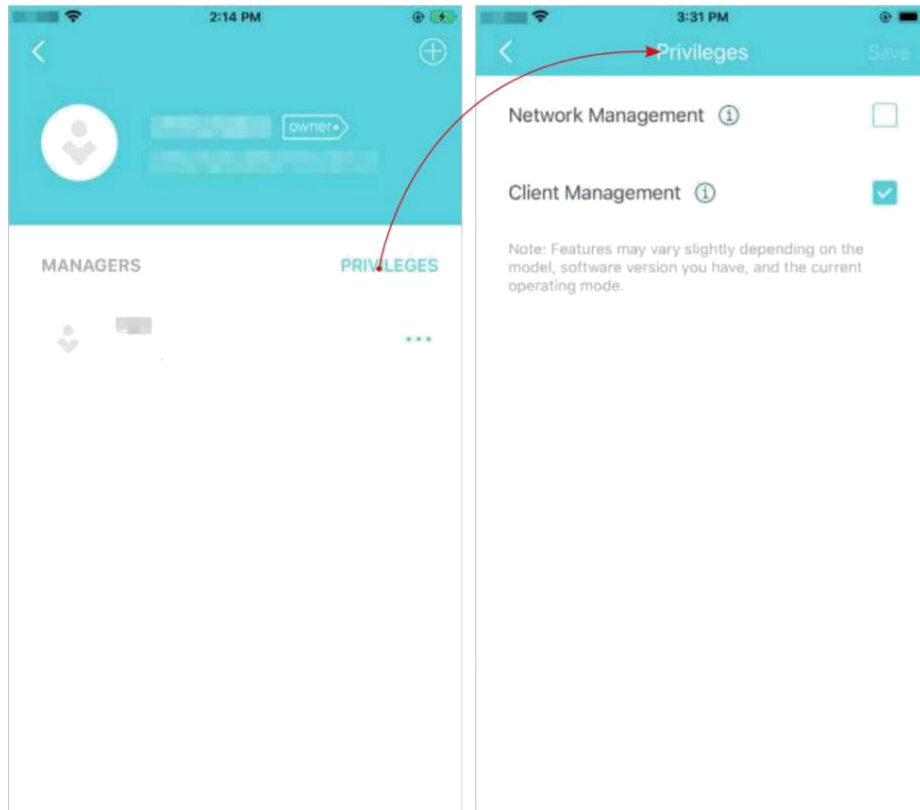 2:14 PM
owner
MANAGERS
PRIVILEGES
3:31 PM
Privileges
Save
Network Management
Client Management
Note: Features may vary slightly depending on the
model, software version you have, and the current
operating mode.